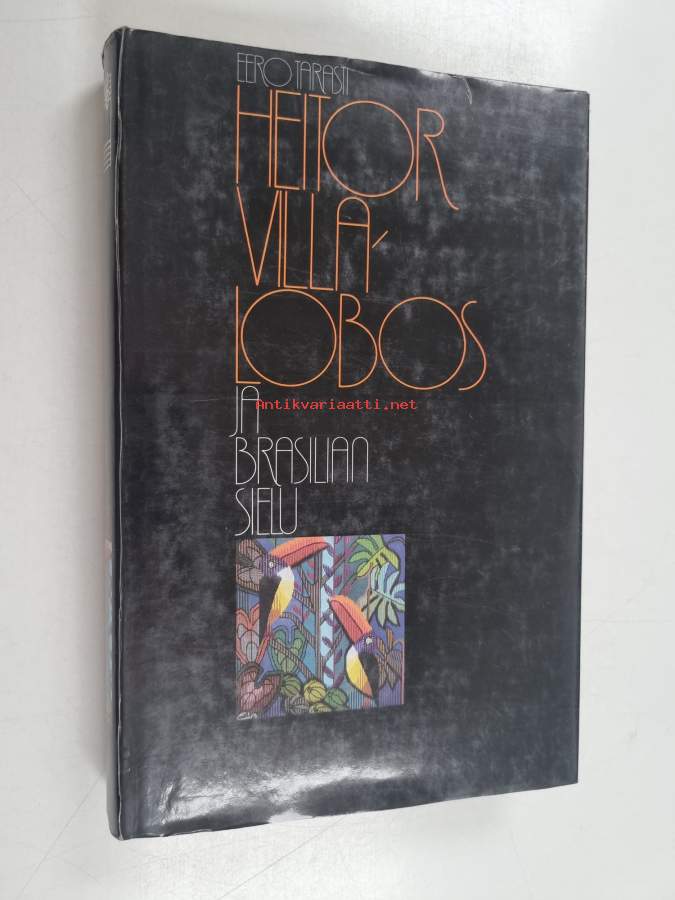 EERO TARASTI
HEITOR
VILLA-
LOBOS
JA
Antikvariaatti.net
BRASILIAN
SIELU